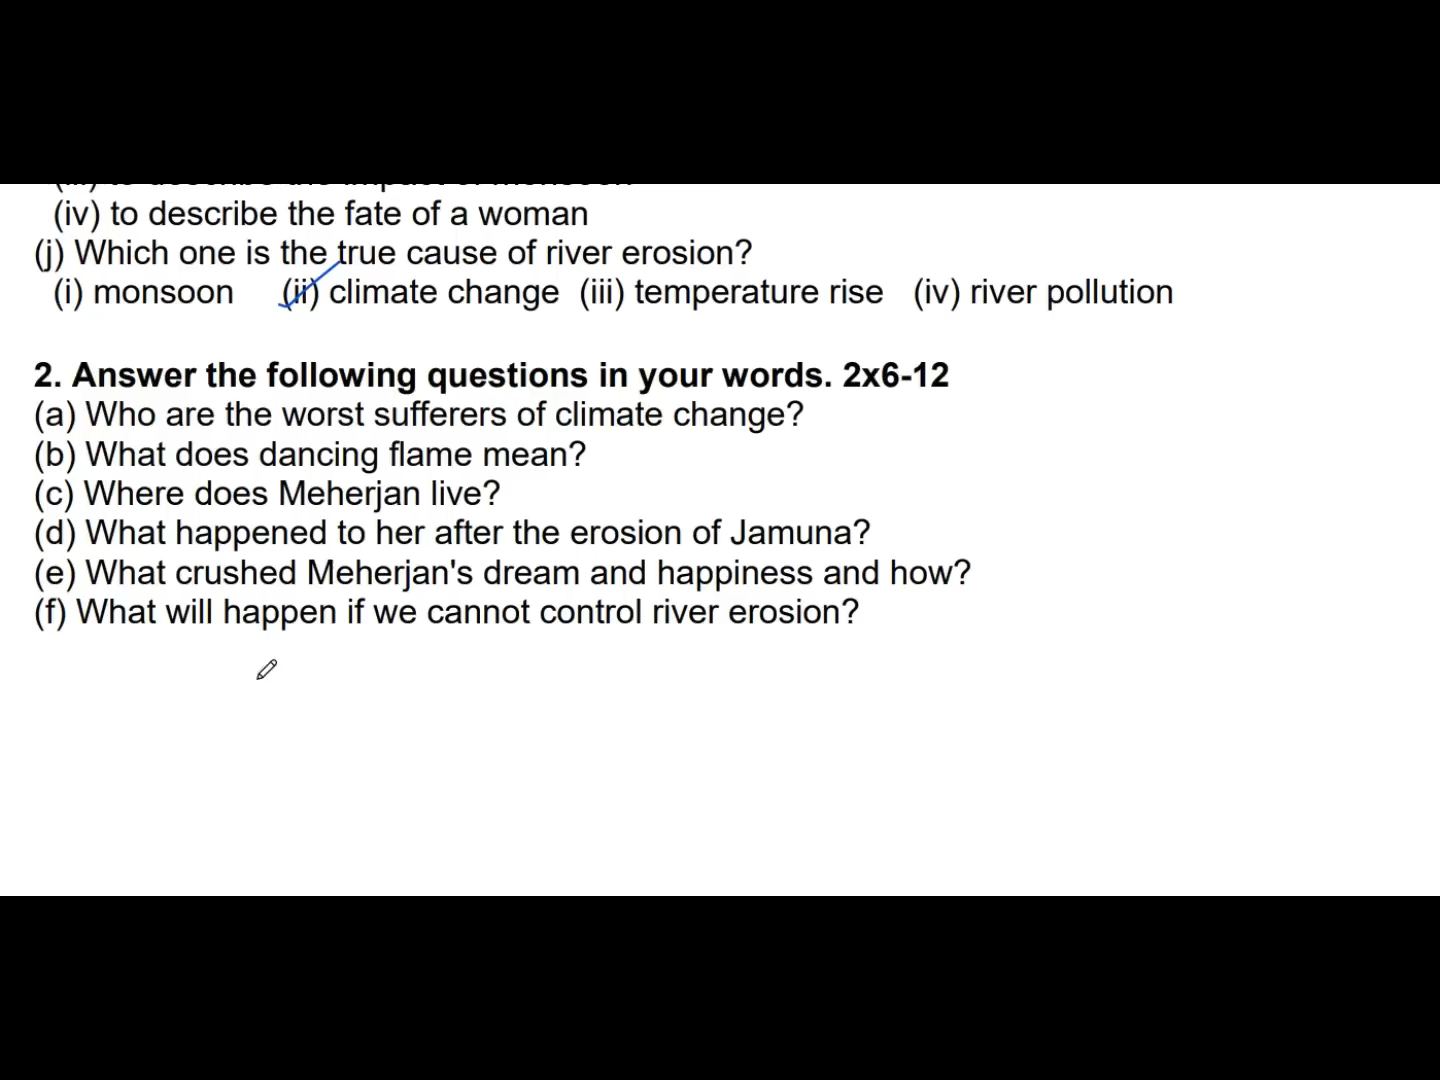 (iv) to describe the fate of a woman
(j) Which one is the true cause of river erosion?
(i) monsoon (ii) climate change (iii) temperature rise (iv) river pollution
2. Answer the following questions in your words. 2x6-12
(a) Who are the worst sufferers of climate change?
(b) What does dancing flame mean?
(c) Where does Meherjan live?
(d) What happened to her after the erosion of Jamuna?
(e) What crushed Meherjan's dream and happiness and how?
(f) What will happen if we cannot control river erosion?